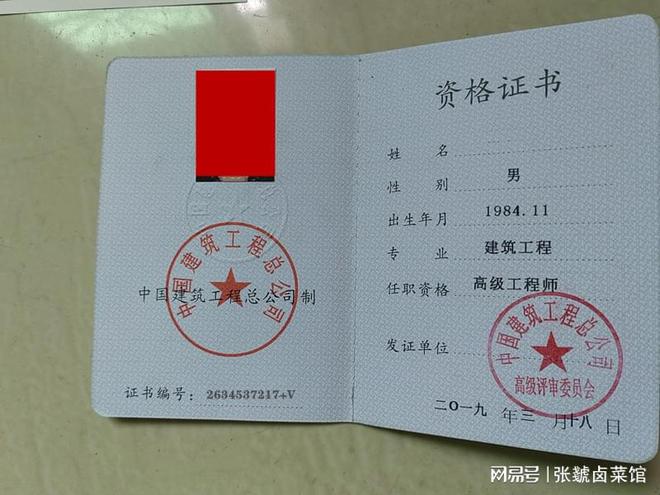 中国建筑工程总公司
中国建筑工程总公司制
证书编号：2634537217+V
资格证书
姓名
性别 男
出生年月 1984.11
专业 建筑工程
任职资格 高级工程师
发证单位
中国建筑工程总公司
高级评审委员会
二〇一九年三月十八日
网易号 | 张虢卤菜馆